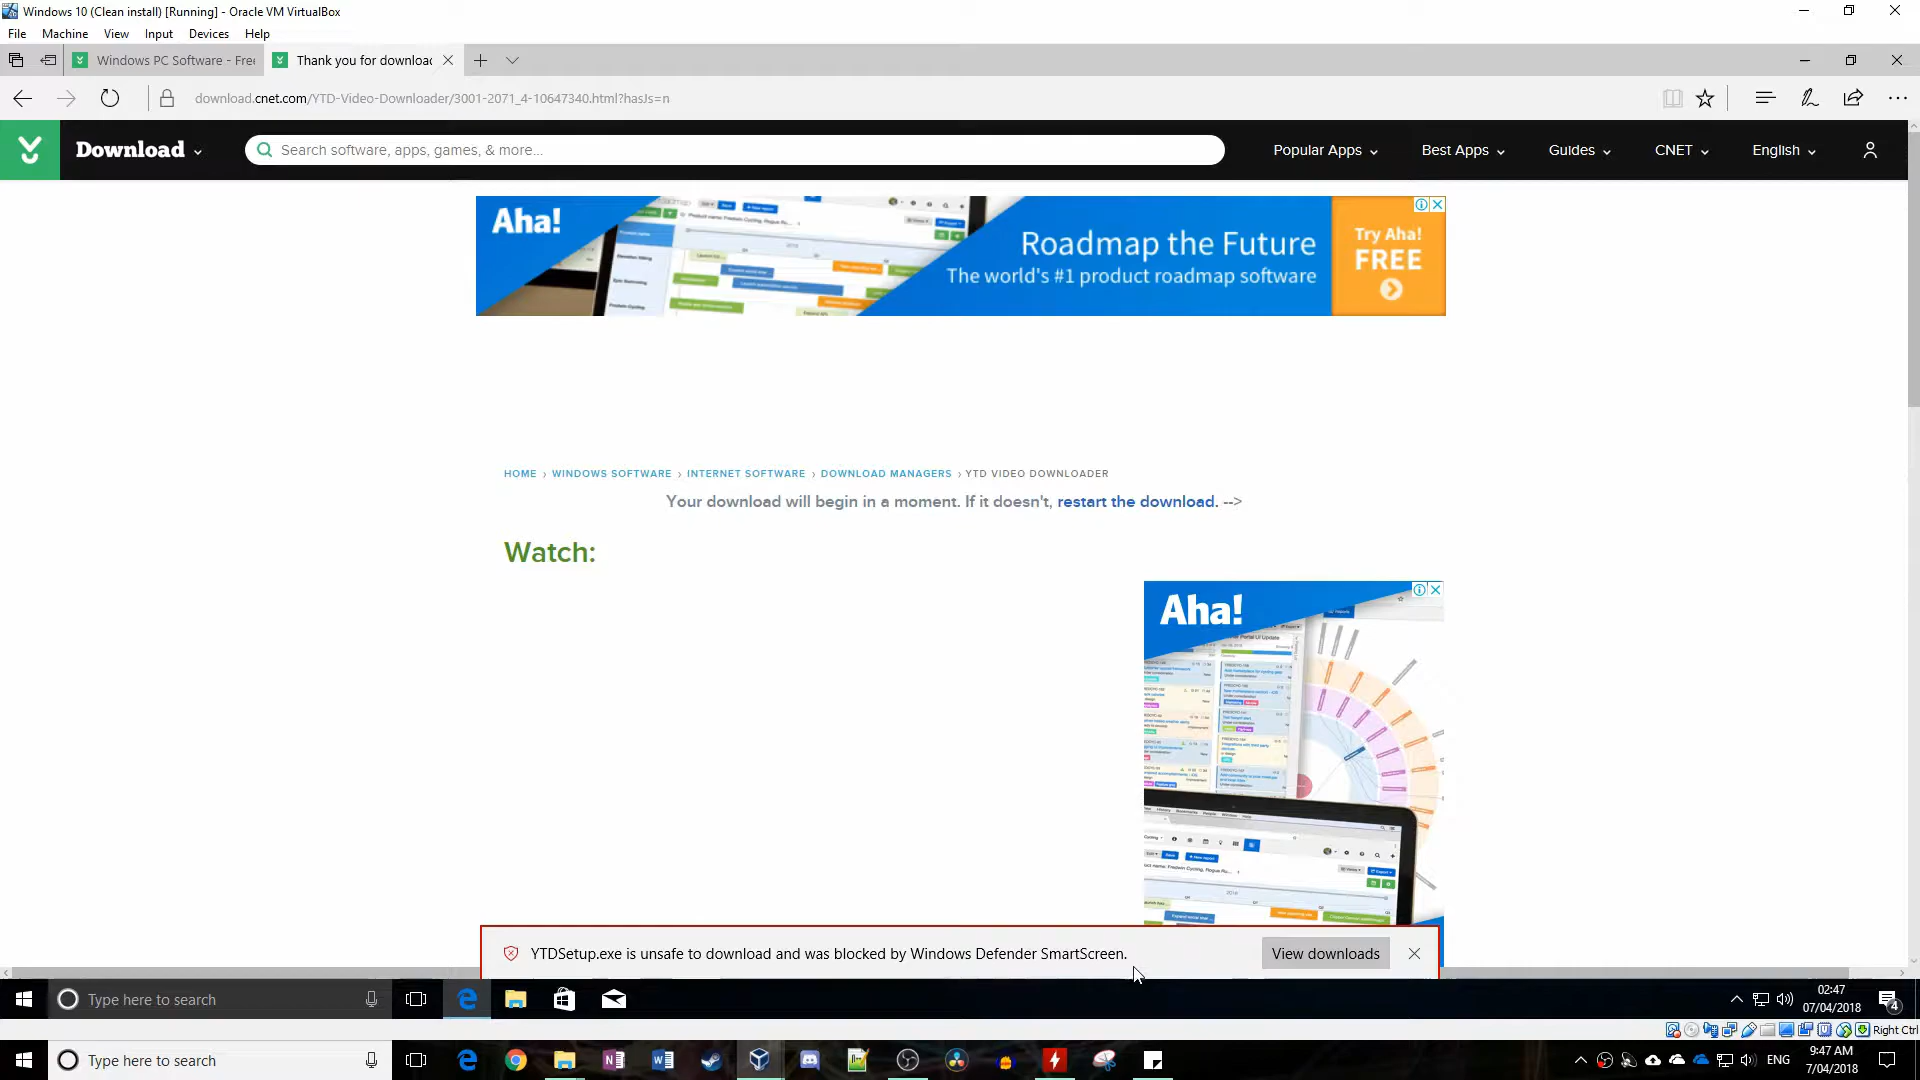 Windows 10 (Clean install) [Running] - Oracle VM VirtualBox
File Machine View Input Devices Help
Windows PC Software - Fre
Thank you for downloac
download.cnet.com/YTD-Video-Downloader/3001-2071_4-10647340.html?hasJs=n
Download
Search software, apps, games, & more...
Popular Apps
Best Apps
Guides
CNET
English
Aha!
Roadmap the Future
The world's #1 product roadmap software
Try Aha!
FREE
HOME › WINDOWS SOFTWARE › INTERNET SOFTWARE › DOWNLOAD MANAGERS › YTD VIDEO DOWNLOADER
Your download will begin in a moment. If it doesn't, restart the download. -->
Watch:
Aha!
YTDSetup.exe is unsafe to download and was blocked by Windows Defender SmartScreen.
View downloads
Type here to search
02:47
07/04/2018
4
Right Ctrl
Type here to search
ENG
9:47 AM
7/04/2018